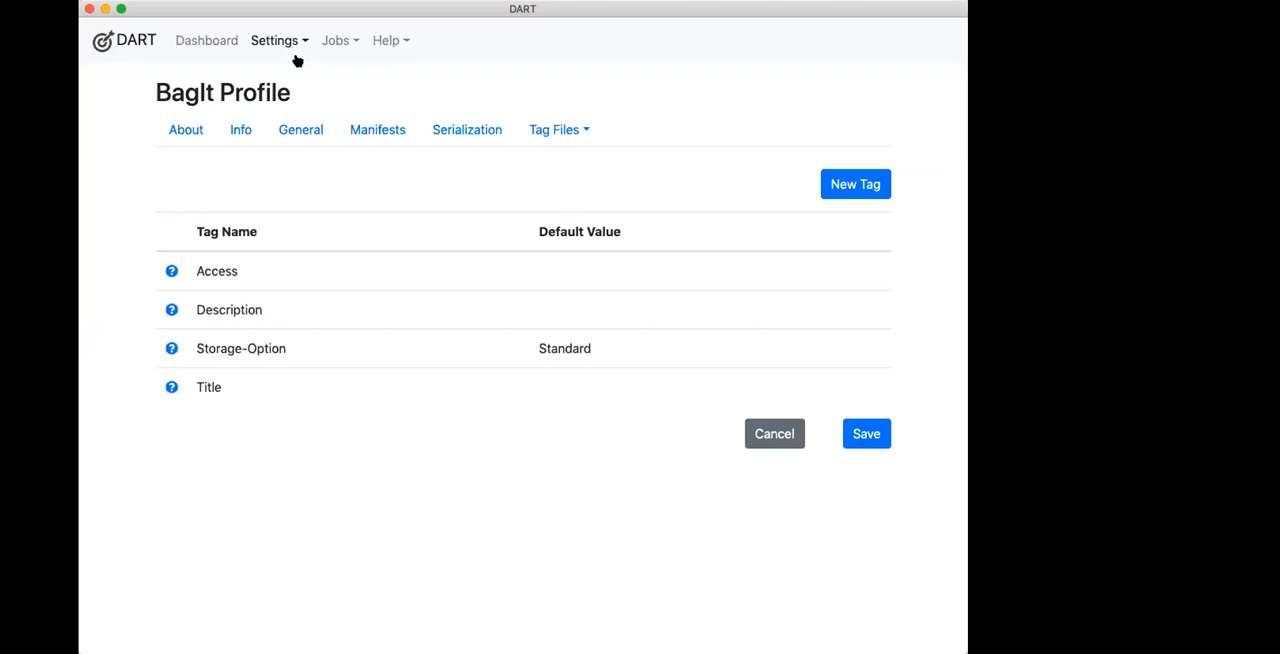 DART
DART Dashboard Settings Jobs Help
BagIt Profile
About Info General Manifests Serialization Tag Files
New Tag
Tag Name Default Value
Access
Description
Storage-Option Standard
Title
Cancel Save